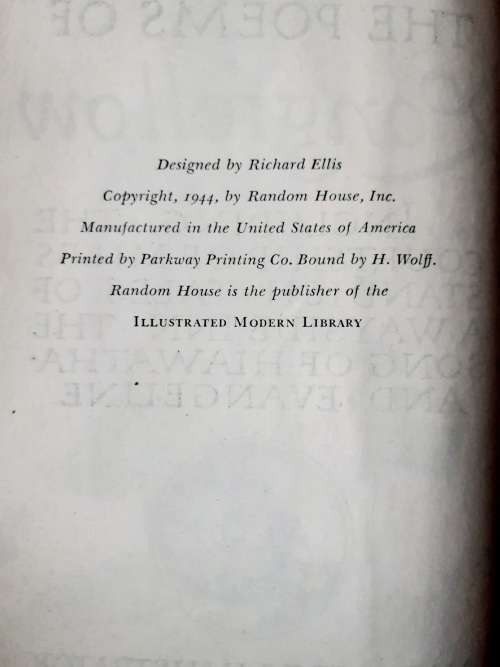 Designed by Richard Ellis
Copyright, 1944, by Random House, Inc.
Manufactured in the United States of America
Printed by Parkway Printing Co. Bound by H. Wolff.
Random House is the publisher of the
ILLUSTRATED MODERN LIBRARY